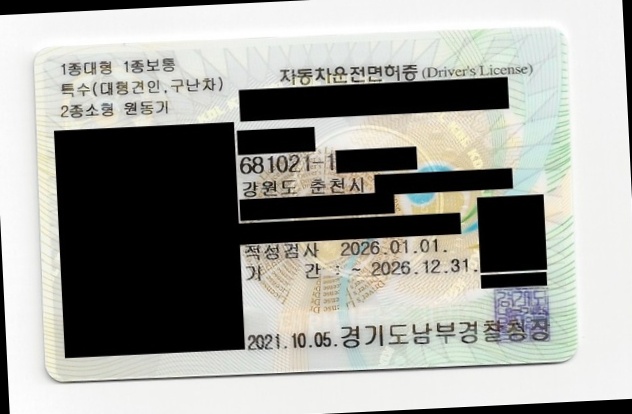 1종대형 1종보통
특수(대형견인,구난차)
2종소형 원동기
자동차운전면허증 (Driver's License)
681021-1
강원도 춘천시
적성검사 2026.01.01.
기 간 : ~ 2026.12.31.
2021.10.05. 경기도남부경찰청장